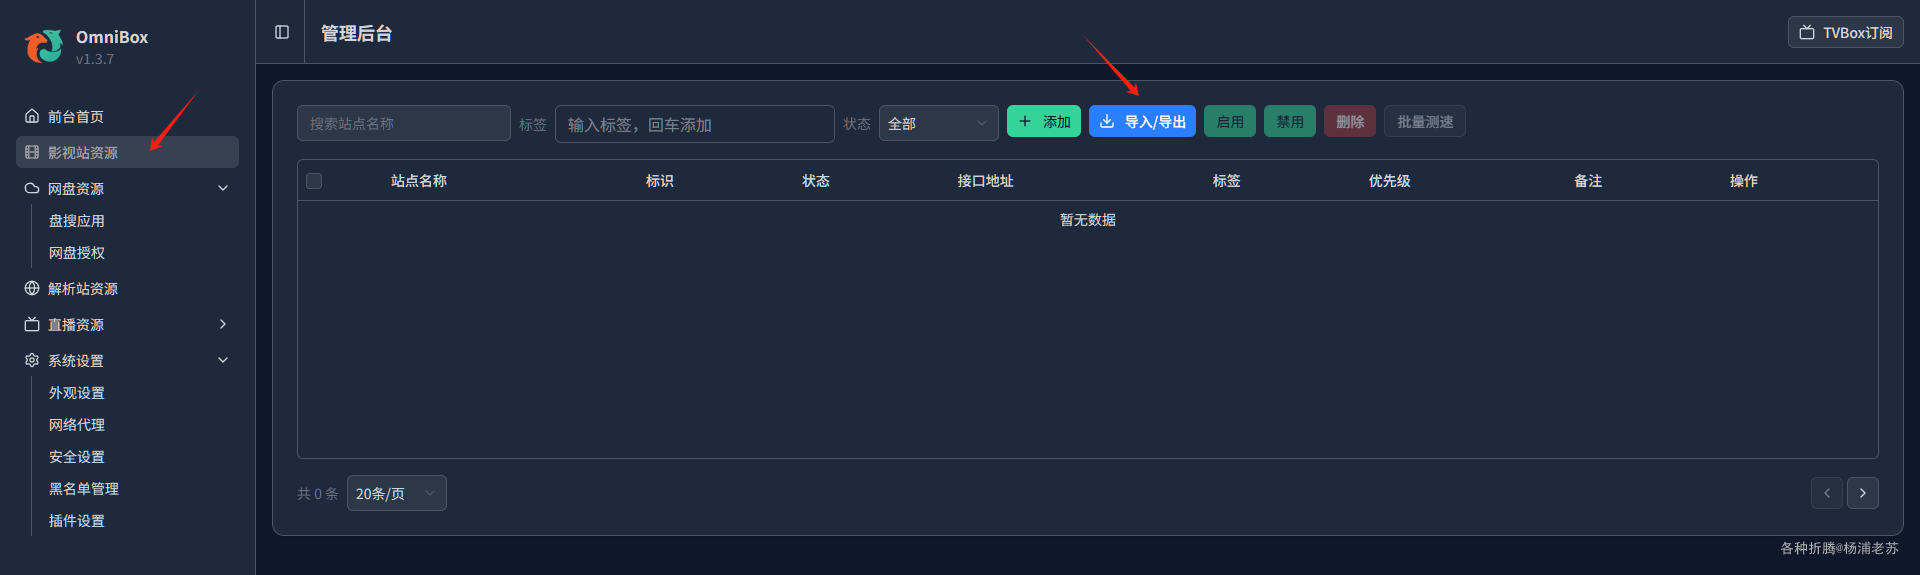 OmniBox
v1.3.7
前台首页
影视站资源
网盘资源
盘搜应用
网盘授权
解析站资源
直播资源
系统设置
外观设置
网络代理
安全设置
黑名单管理
插件设置
管理后台
TVBox订阅
搜索站点名称 标签 输入标签，回车添加 状态 全部 添加 导入/导出 启用 禁用 删除 批量测速
站点名称 标识 状态 接口地址 标签 优先级 备注 操作
暂无数据
共 0 条 20条/页
各种折腾@杨浦老苏